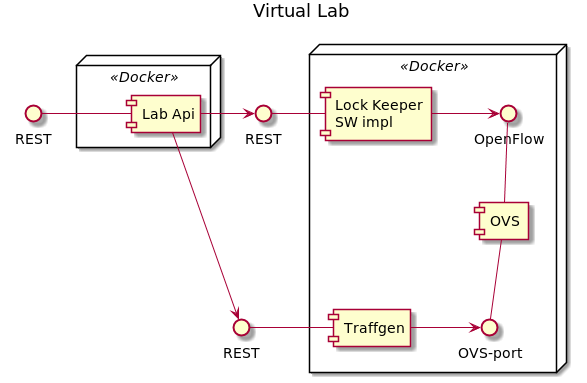 Virtual Lab
«Docker»
«Docker»
Lab Api
Lock Keeper
SW impl
REST
REST
OpenFlow
OVS
Traffgen
REST
OVS-port